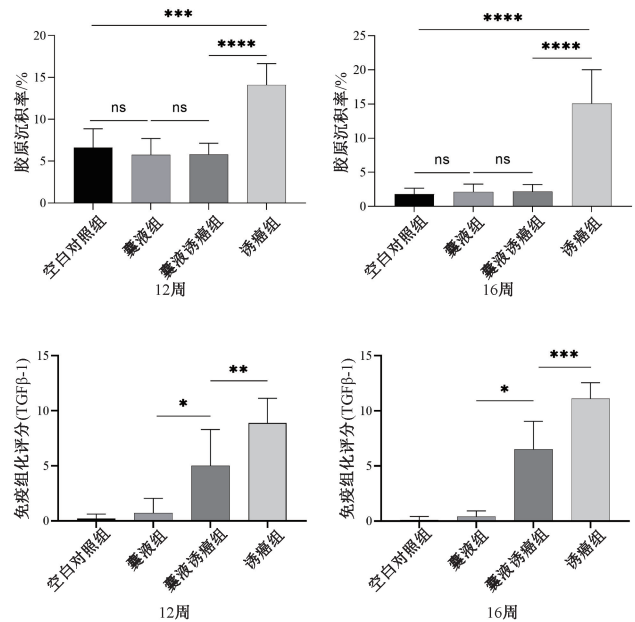 ***
****
ns
ns
胶原沉积率/%
20
15
10
5
0
空白对照组
囊液组
囊液诱癌组
诱癌组
12周
****
****
ns
ns
胶原沉积率/%
25
20
15
10
5
0
空白对照组
囊液组
囊液诱癌组
诱癌组
16周
**
*
免疫组化评分(TGFβ-1)
15
10
5
0
空白对照组
囊液组
囊液诱癌组
诱癌组
12周
***
*
免疫组化评分(TGFβ-1)
15
10
5
0
空白对照组
囊液组
囊液诱癌组
诱癌组
16周